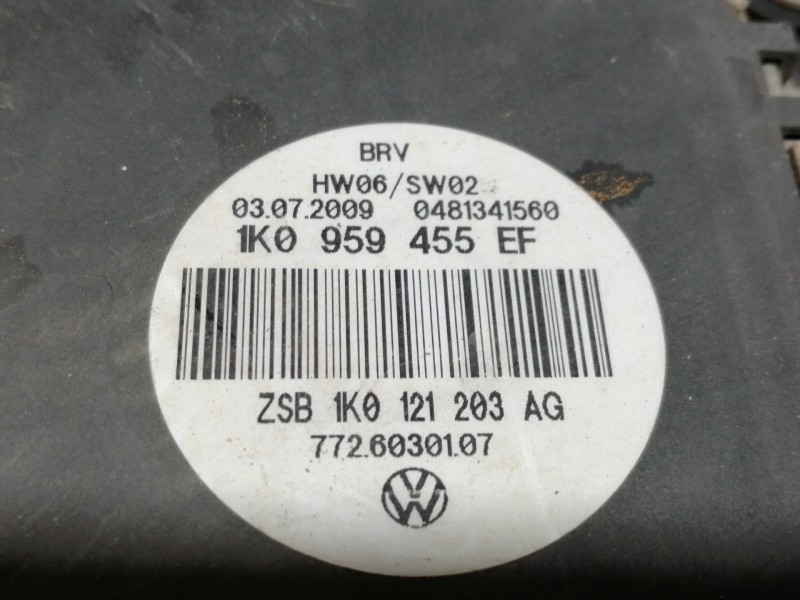 BRV
HW06/SW02
03.07.2009 0481341560
1K0 959 455 EF
ZSB 1K0 121 203 AG
772.60301.07
VW